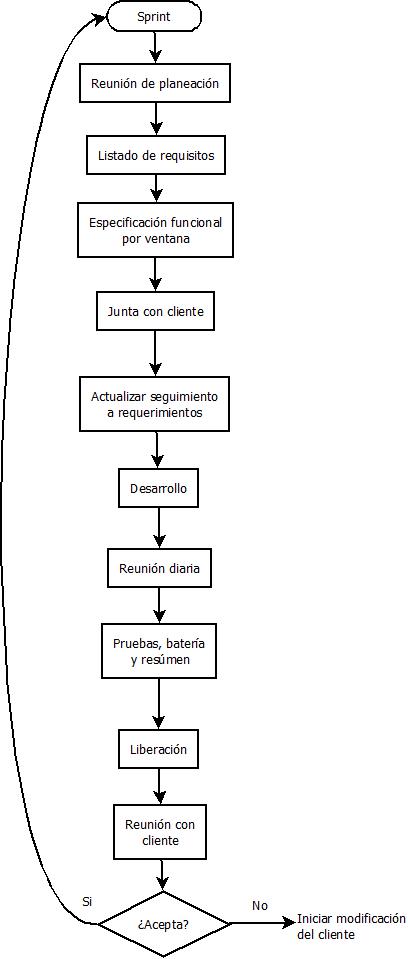 Sprint
Reunión de planeación
Listado de requisitos
Especificación funcional
por ventana
Junta con cliente
Actualizar seguimiento
a requerimientos
Desarrollo
Reunión diaria
Pruebas, batería
y resúmen
Liberación
Reunión con
cliente
¿Acepta?
Si
No
Iniciar modificación
del cliente